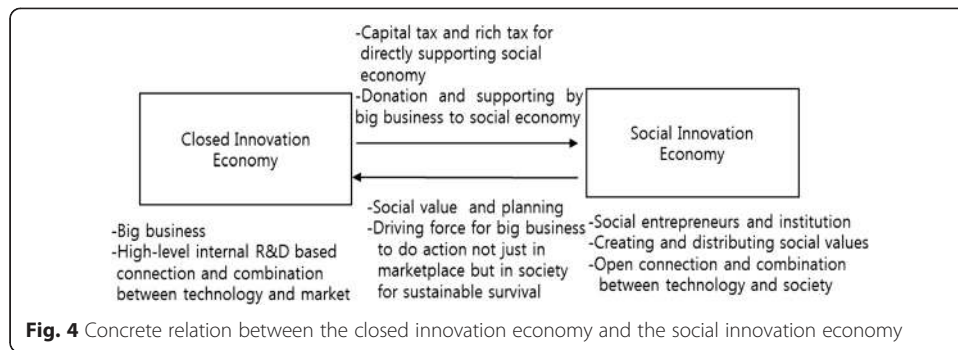 -Capital tax and rich tax for
directly supporting social
economy
-Donation and supporting by
big business to social economy
Closed Innovation
Economy
Social Innovation
Economy
-Big business
-High-level internal R&D based
connection and combination
between technology and market
-Social value and planning
-Driving force for big business
to do action not just in
marketplace but in society
for sustainable survival
-Social entrepreneurs and institution
-Creating and distributing social values
-Open connection and combination
between technology and society
Fig. 4 Concrete relation between the closed innovation economy and the social innovation economy